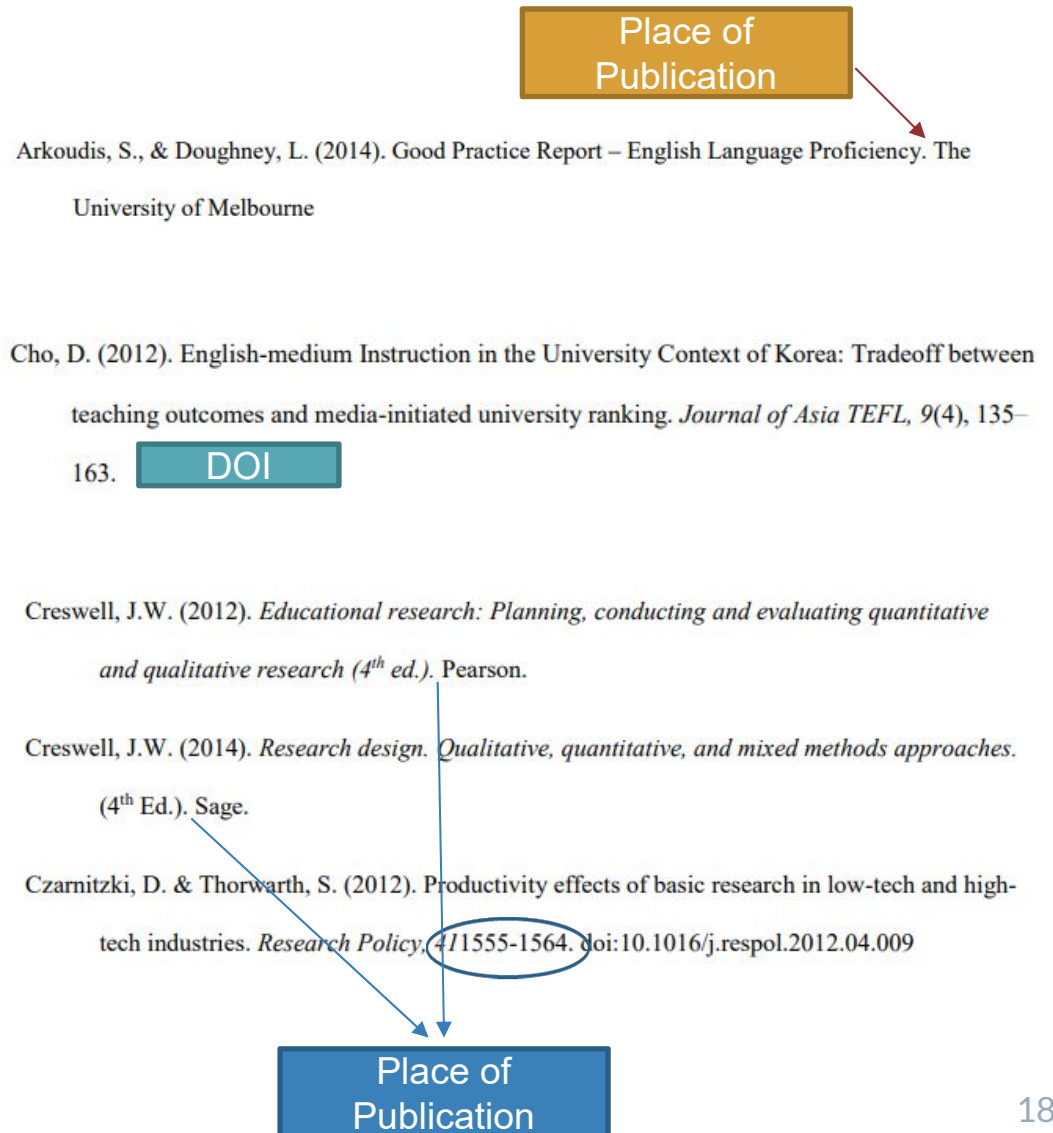 Place of
Publication
Arkoudis, S., & Doughney, L. (2014). Good Practice Report – English Language Proficiency. The
University of Melbourne
Cho, D. (2012). English-medium Instruction in the University Context of Korea: Tradeoff between
teaching outcomes and media-initiated university ranking. Journal of Asia TEFL, 9(4), 135–
163. DOI
Creswell, J.W. (2012). Educational research: Planning, conducting and evaluating quantitative
and qualitative research (4th ed.). Pearson.
Creswell, J.W. (2014). Research design. Qualitative, quantitative, and mixed methods approaches.
(4th Ed.). Sage.
Czarnitzki, D. & Thorwarth, S. (2012). Productivity effects of basic research in low-tech and high-
tech industries. Research Policy, 411555-1564. doi:10.1016/j.respol.2012.04.009
Place of
Publication
18